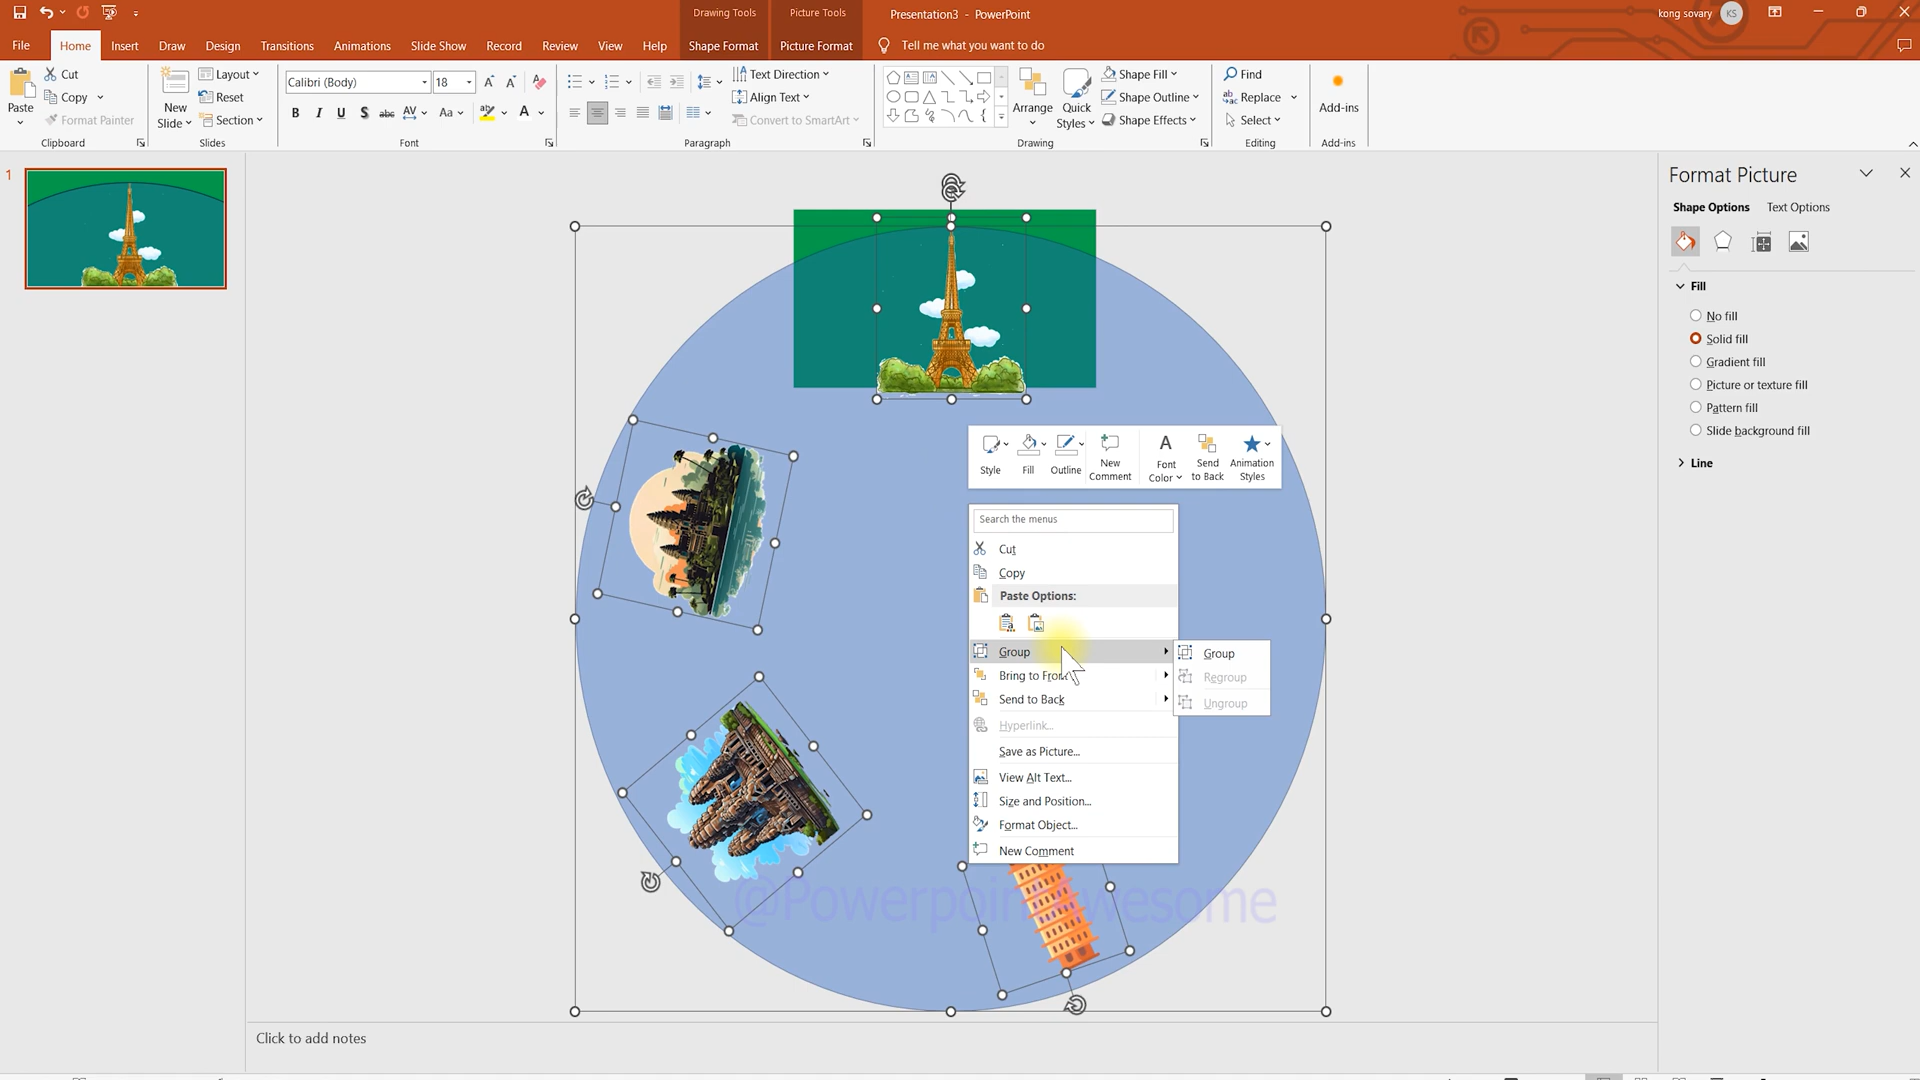 Drawing Tools
Picture Tools
Presentation3 - PowerPoint
kong sovary
KS
File
Home
Insert
Draw
Design
Transitions
Animations
Slide Show
Record
Review
View
Help
Shape Format
Picture Format
Tell me what you want to do
Paste
Cut
Copy
Format Painter
Clipboard
New Slide
Layout
Reset
Section
Slides
Calibri (Body)
18
B I U S abc AV Aa
A
Font
Text Direction
Align Text
Convert to SmartArt
Paragraph
Arrange
Quick Styles
Shape Fill
Shape Outline
Shape Effects
Drawing
Find
Replace
Select
Editing
Add-ins
Add-ins
1
Format Picture
Shape Options
Text Options
Fill
No fill
Solid fill
Gradient fill
Picture or texture fill
Pattern fill
Slide background fill
Line
Style
Fill
Outline
New Comment
Font Color
Send to Back
Animation Styles
Search the menus
Cut
Copy
Paste Options:
Group
Bring to Front
Send to Back
Hyperlink...
Save as Picture...
View Alt Text...
Size and Position...
Format Object...
New Comment
Group
Regroup
Ungroup
@PowerpointAwesome
Click to add notes